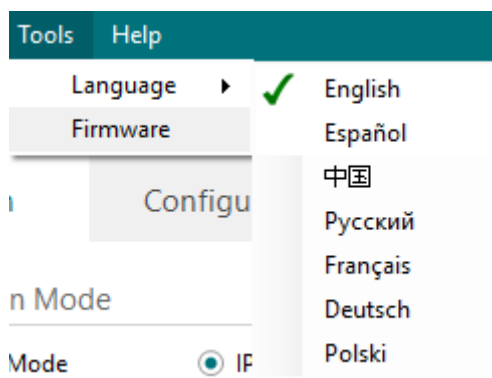 Tools Help
Language
Firmware
English
Español
中国
Русский
Français
Deutsch
Polski
Configu
n Mode
Mode
IP